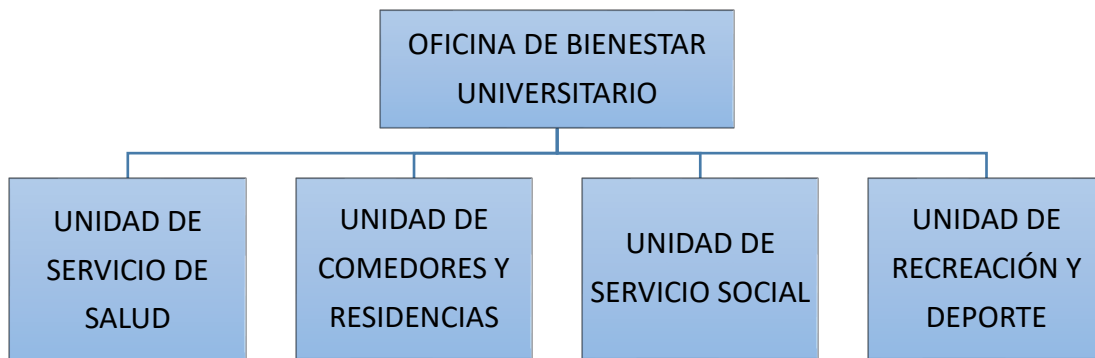 OFICINA DE BIENESTAR
UNIVERSITARIO
UNIDAD DE
SERVICIO DE
SALUD
UNIDAD DE
COMEDORES Y
RESIDENCIAS
UNIDAD DE
SERVICIO SOCIAL
UNIDAD DE
RECREACIÓN Y
DEPORTE